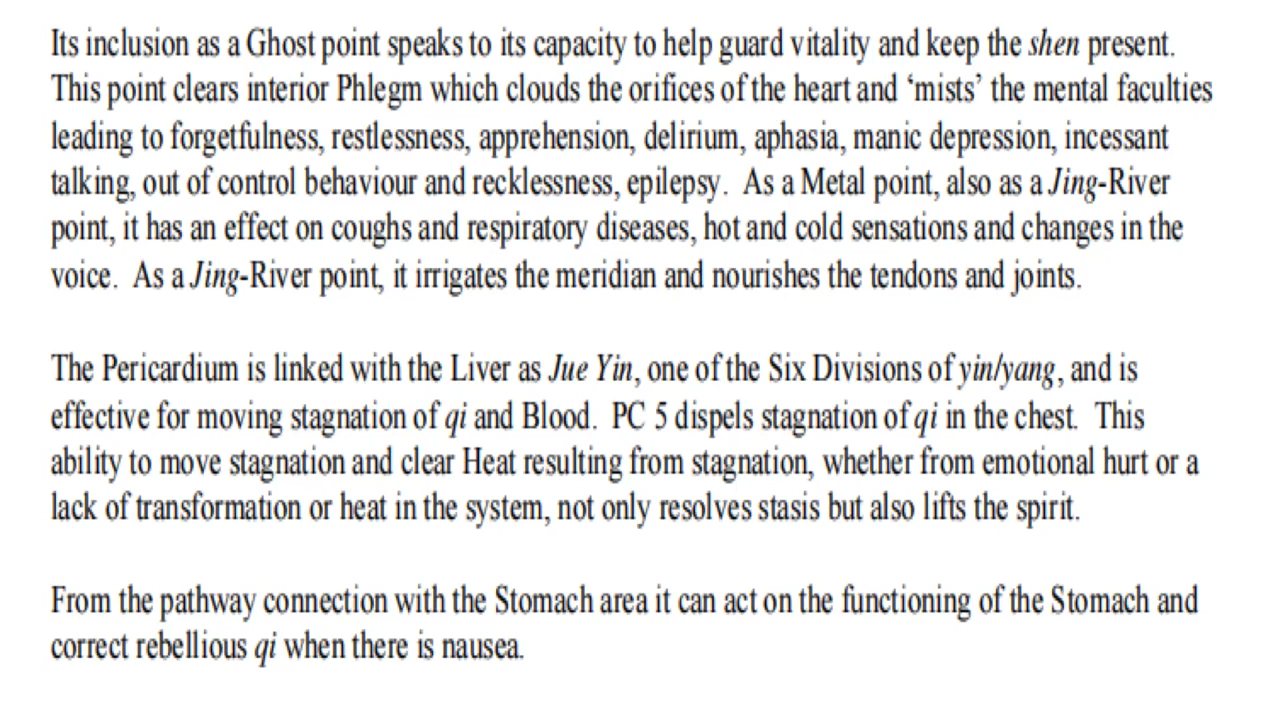 Its inclusion as a Ghost point speaks to its capacity to help guard vitality and keep the shen present.
This point clears interior Phlegm which clouds the orifices of the heart and ‘mists’ the mental faculties
leading to forgetfulness, restlessness, apprehension, delirium, aphasia, manic depression, incessant
talking, out of control behaviour and recklessness, epilepsy.  As a Metal point, also as a Jing-River
point, it has an effect on coughs and respiratory diseases, hot and cold sensations and changes in the
voice.  As a Jing-River point, it irrigates the meridian and nourishes the tendons and joints.
The Pericardium is linked with the Liver as Jue Yin, one of the Six Divisions of yin/yang, and is
effective for moving stagnation of qi and Blood.  PC 5 dispels stagnation of qi in the chest.  This
ability to move stagnation and clear Heat resulting from stagnation, whether from emotional hurt or a
lack of transformation or heat in the system, not only resolves stasis but also lifts the spirit.
From the pathway connection with the Stomach area it can act on the functioning of the Stomach and
correct rebellious qi when there is nausea.